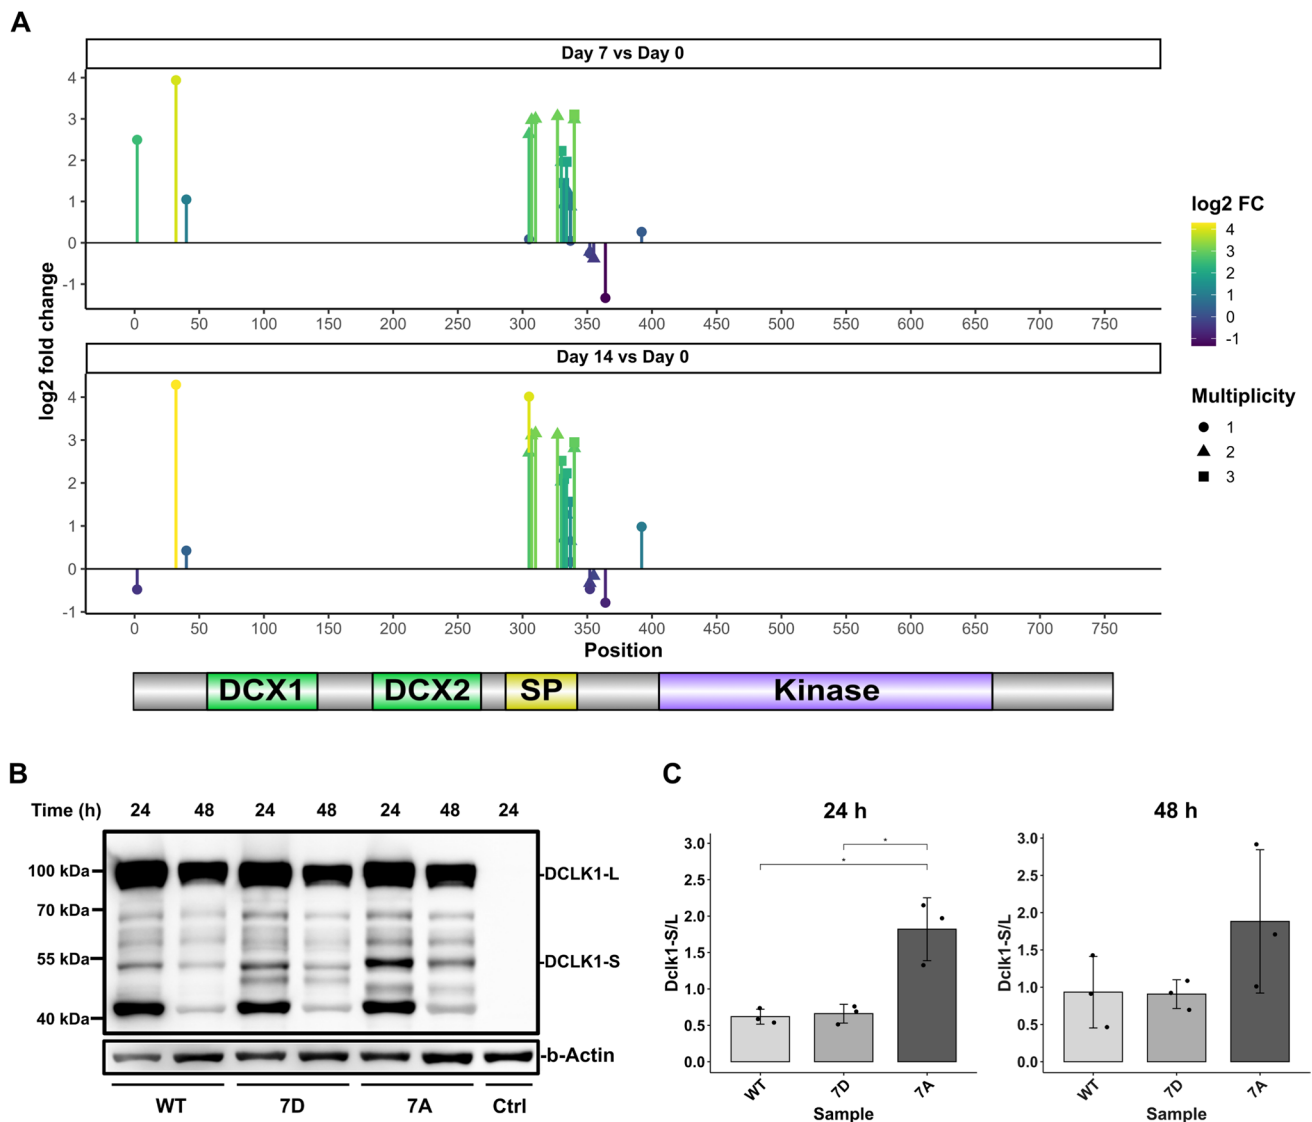 A
Day 7 vs Day 0
4
3
2
1
0
-1
0 50 100 150 200 250 300 350 400 450 500 550 600 650 700 750
Day 14 vs Day 0
4
3
2
1
0
-1
0 50 100 150 200 250 300 350 400 450 500 550 600 650 700 750
log2 fold change
Position
log2 FC
4
3
2
1
0
-1
Multiplicity
1
2
3
DCX1 DCX2 SP Kinase
B
Time (h) 24 48 24 48 24 48 24
100 kDa
70 kDa
55 kDa
40 kDa
-DCLK1-L
-DCLK1-S
-b-Actin
WT 7D 7A Ctrl
C
24 h
Dclk1-S/L
3.0
2.5
2.0
1.5
1.0
0.5
0.0
* 
*
WT 7D 7A
Sample
48 h
Dclk1-S/L
3.0
2.5
2.0
1.5
1.0
0.5
0.0
WT 7D 7A
Sample